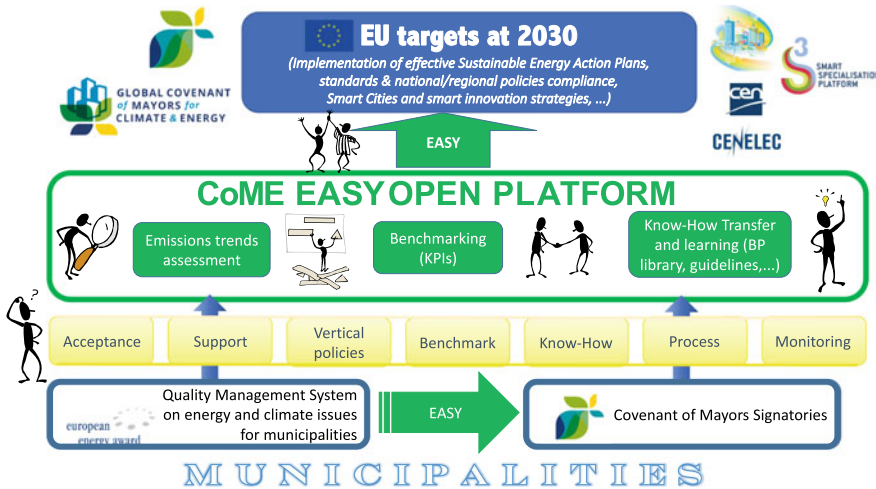 EU targets at 2030
(Implementation of effective Sustainable Energy Action Plans,
standards & national/regional policies compliance,
Smart Cities and smart innovation strategies, ...)
GLOBAL COVENANT
of MAYORS for
CLIMATE & ENERGY
S3
SMART
SPECIALISATION
PLATFORM
cen
CENELEC
EASY
CoME EASY OPEN PLATFORM
Emissions trends
assessment
Benchmarking
(KPIs)
Know-How Transfer
and learning (BP
library, guidelines,...)
?
Acceptance
Support
Vertical
policies
Benchmark
Know-How
Process
Monitoring
european
energy award
Quality Management System
on energy and climate issues
for municipalities
EASY
Covenant of Mayors Signatories
MUNICIPALITIES